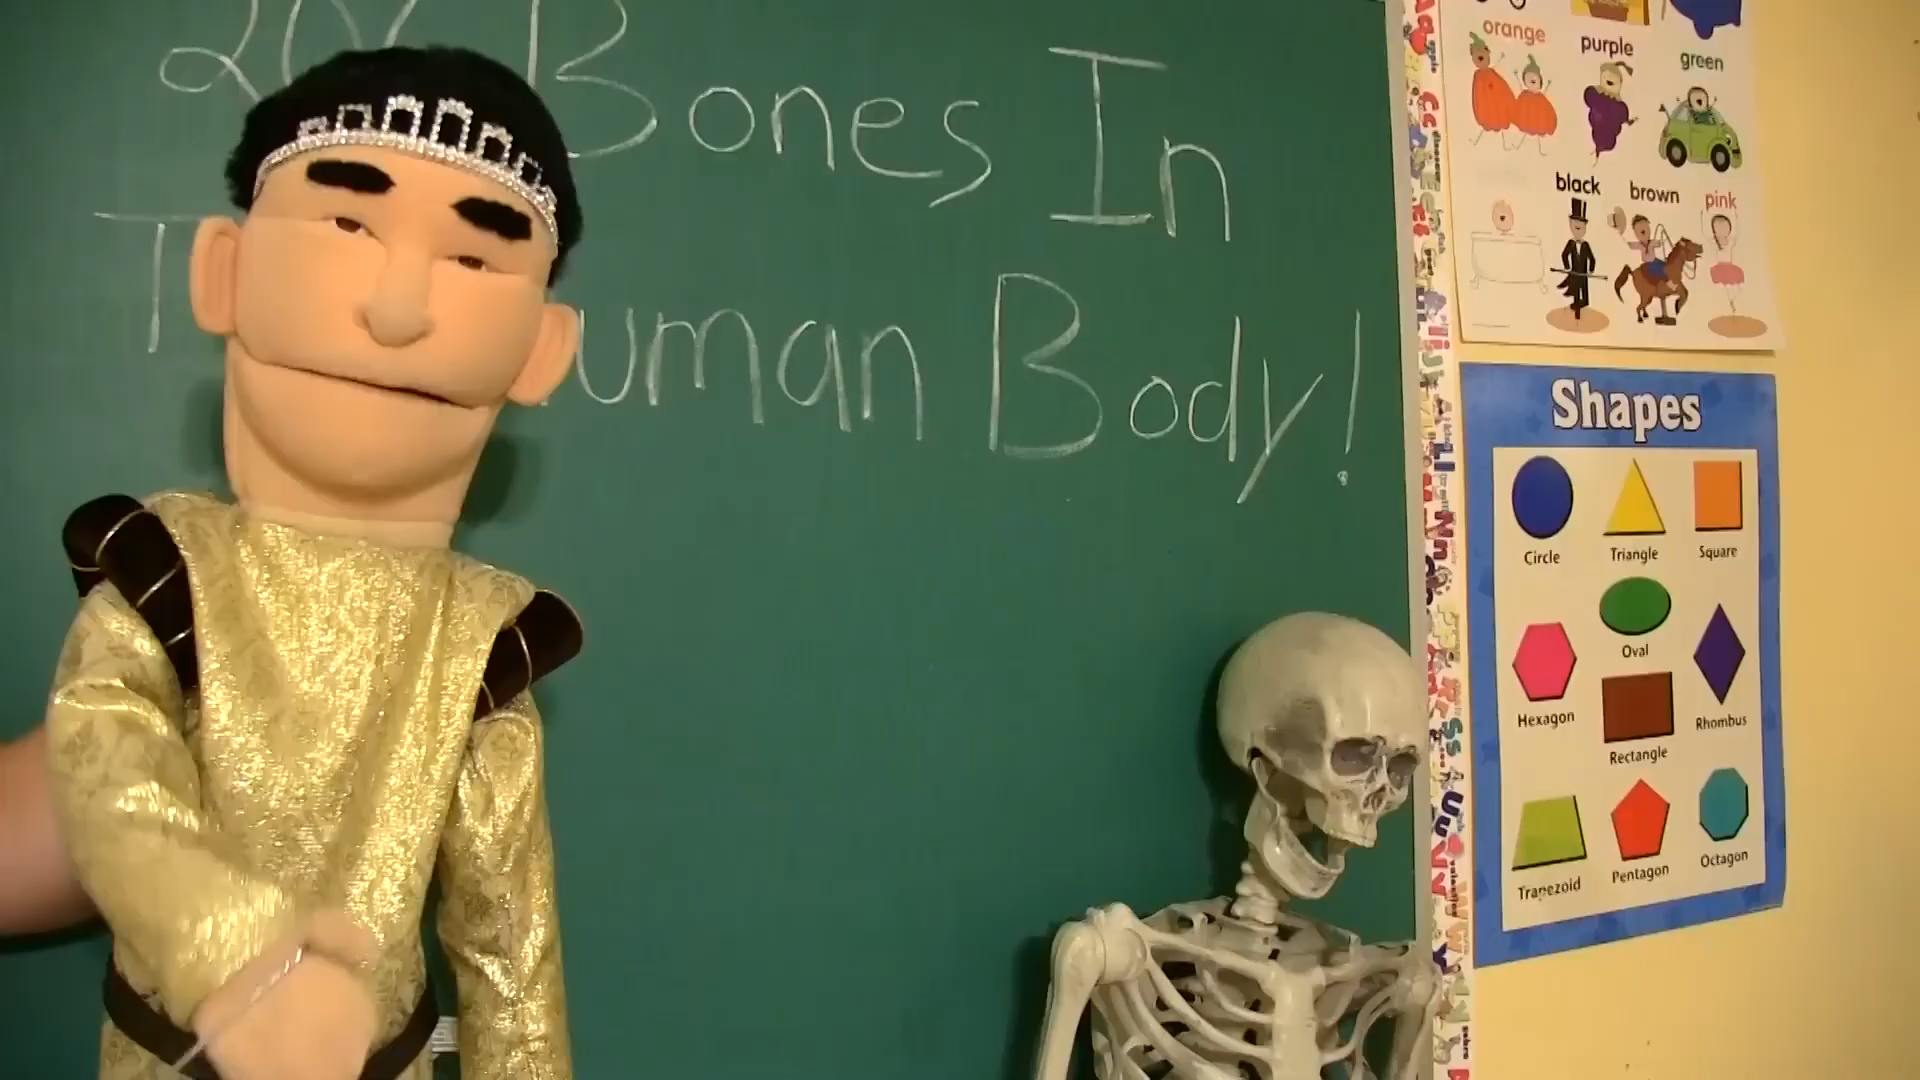 Bones In
Human Body!
orange
purple
green
black
brown
pink
Shapes
Circle
Triangle
Square
Oval
Hexagon
Rhombus
Rectangle
Trapezoid
Pentagon
Octagon